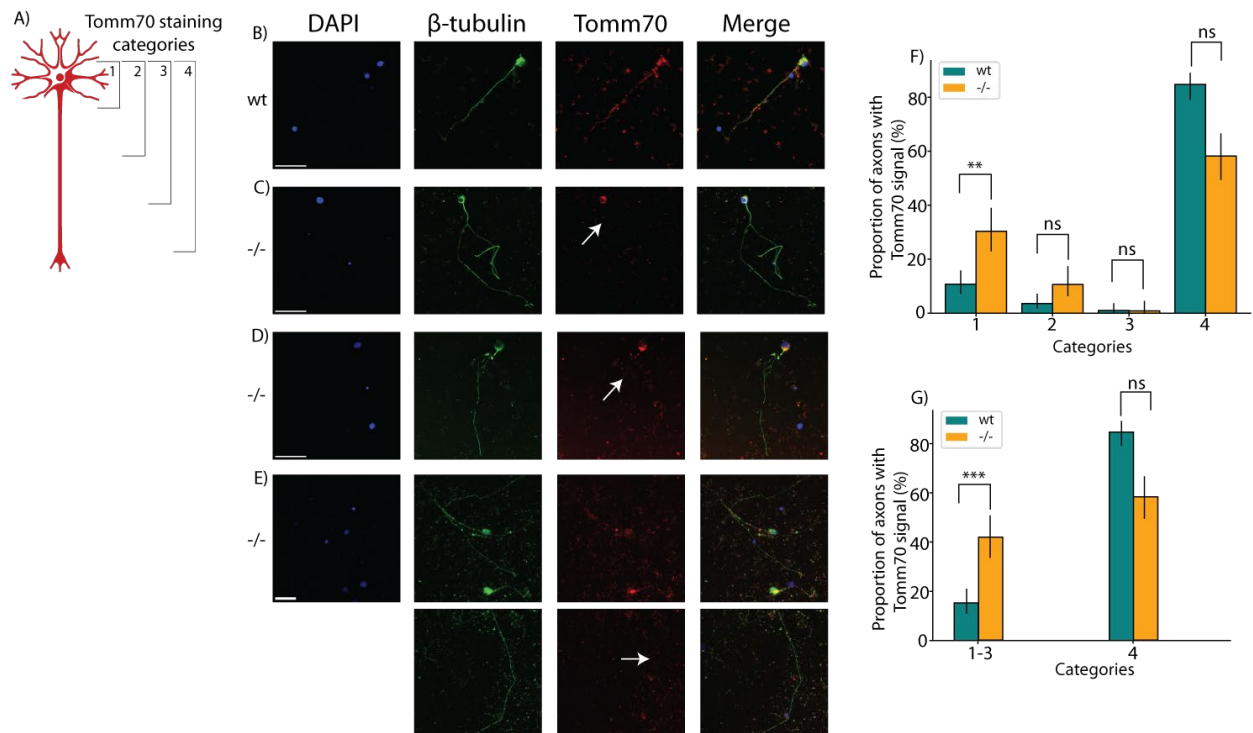 A)
Tomm70 staining
categories
1 2 3 4
DAPI β-tubulin Tomm70 Merge
B)
wt
C)
-/-
D)
-/-
E)
-/-
F)
wt
-/-
Proportion of axons with
Tomm70 signal (%)
80
60
40
20
0
**
ns
ns
ns
1 2 3 4
Categories
G)
wt
-/-
Proportion of axons with
Tomm70 signal (%)
80
60
40
20
0
***
ns
1-3 4
Categories